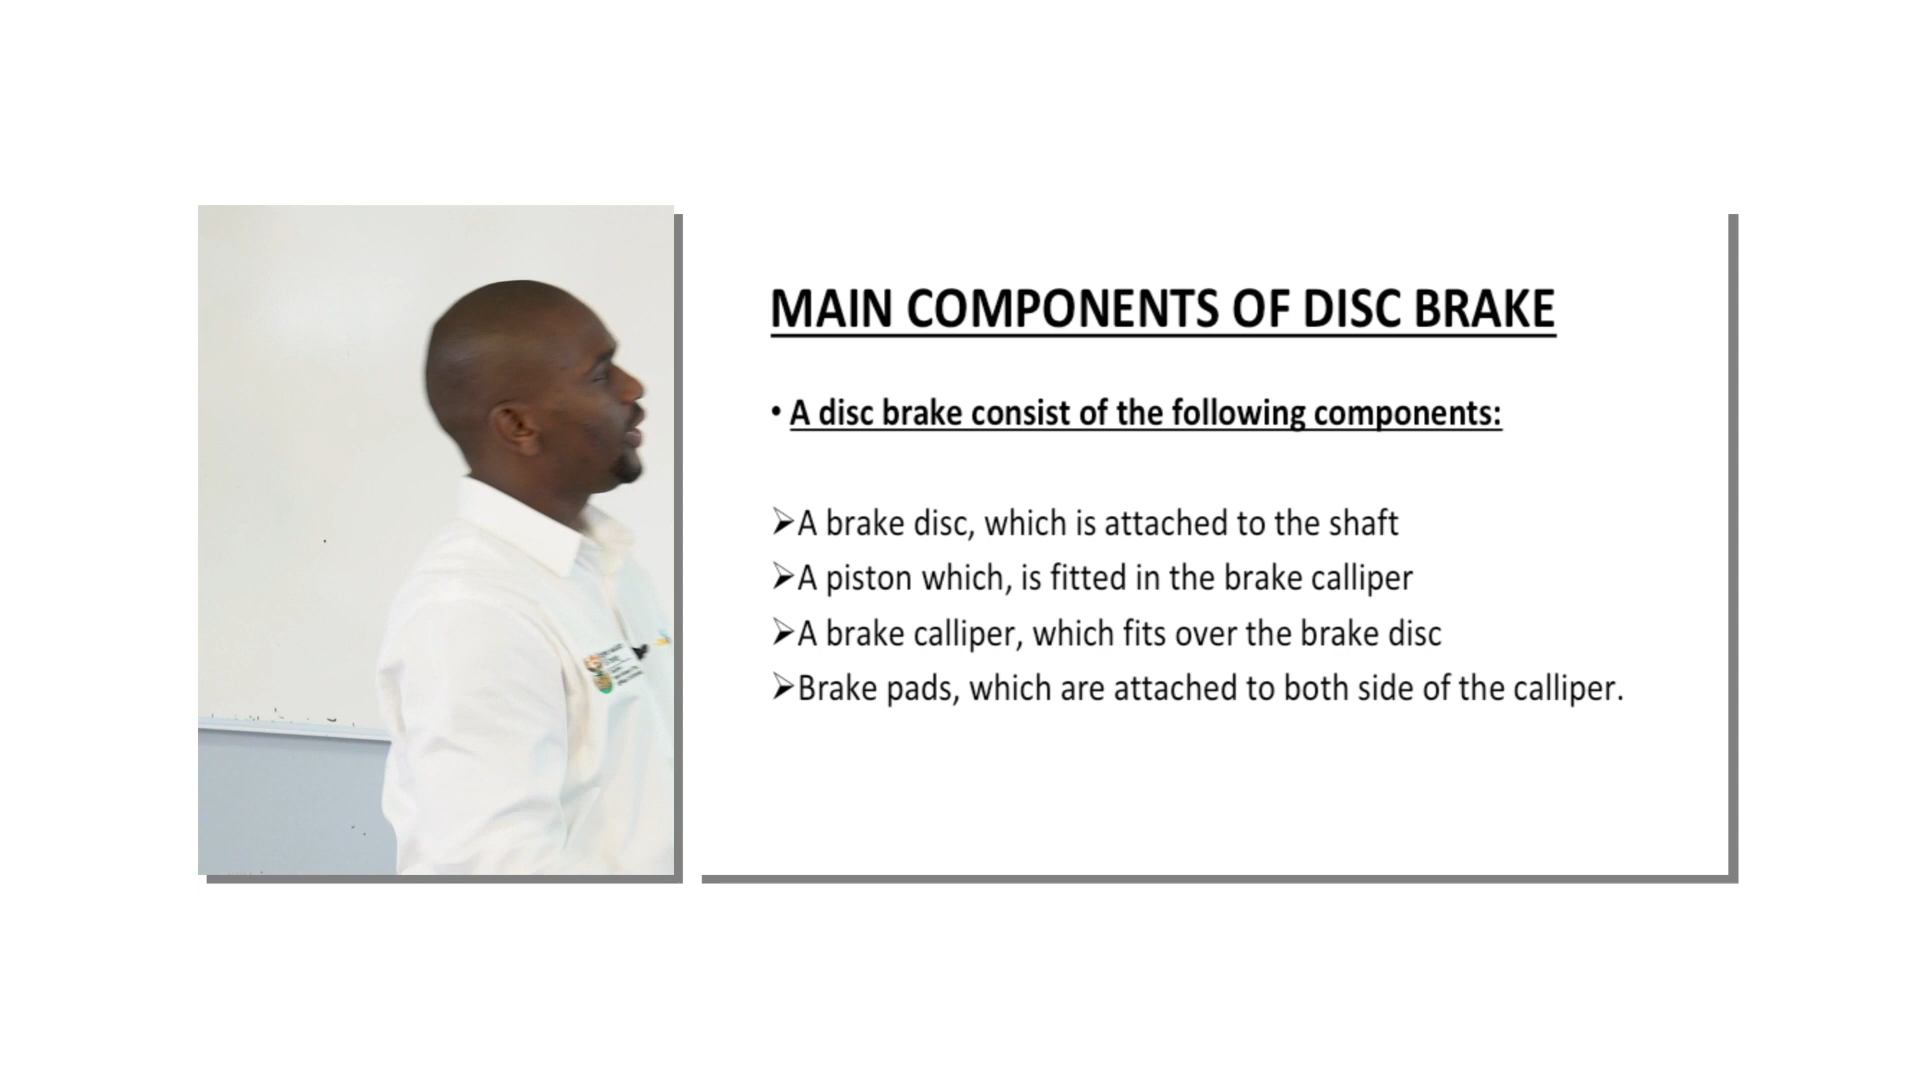 MAIN COMPONENTS OF DISC BRAKE
• A disc brake consist of the following components:
➢A brake disc, which is attached to the shaft
➢A piston which, is fitted in the brake calliper
➢A brake calliper, which fits over the brake disc
➢Brake pads, which are attached to both side of the calliper.